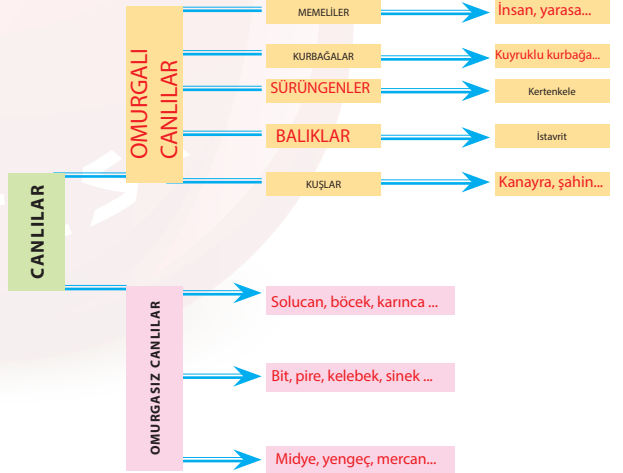 CANLILAR
OMURGALI
CANLILAR
MEMELİLER
İnsan, yarasa...
KURBAĞALAR
Kuyruklu kurbağa...
SÜRÜNGENLER
Kertenkele
BALIKLAR
İstavrit
KUŞLAR
Kanayra, şahin...
OMURGASIZ CANLILAR
Solucan, böcek, karınca ...
Bit, pire, kelebek, sinek ...
Midye, yengeç, mercan...